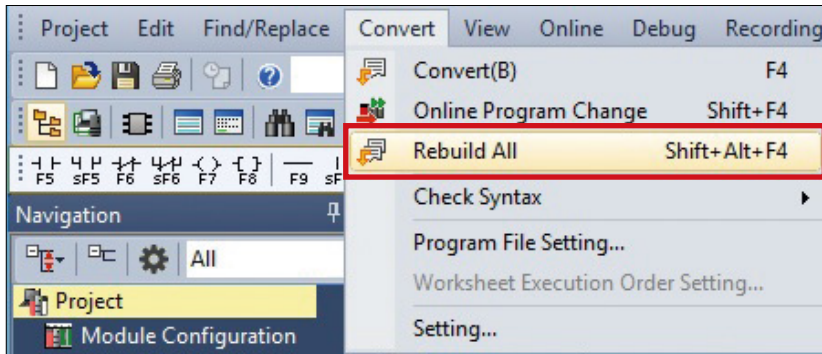 Project Edit Find/Replace Convert View Online Debug Recording
Convert(B) F4
Online Program Change Shift+F4
Rebuild All Shift+Alt+F4
F5 sF5 F6 sF6 F7 F8 F9 sF
Check Syntax
Navigation
Program File Setting...
All
Worksheet Execution Order Setting...
Project
Module Configuration
Setting...